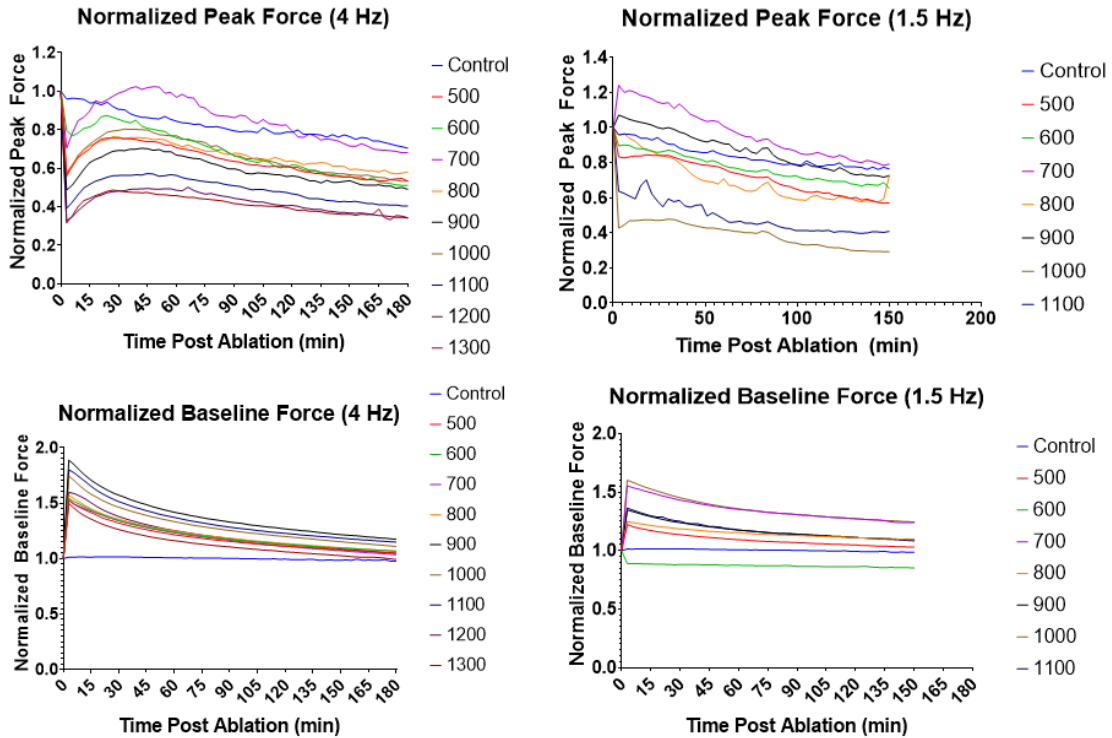 Normalized Peak Force (4 Hz)
Normalized Peak Force
1.2
1.0
0.8
0.6
0.4
0.2
0.0
0 15 30 45 60 75 90 105 120 135 150 165 180
Time Post Ablation (min)
Control
500
600
700
800
900
1000
1100
1200
1300
Normalized Peak Force (1.5 Hz)
Normalized Peak Force
1.4
1.2
1.0
0.8
0.6
0.4
0.2
0.0
0 50 100 150 200
Time Post Ablation (min)
Control
500
600
700
800
900
1000
1100
Normalized Baseline Force (4 Hz)
Normalized Baseline Force
2.0
1.5
1.0
0.5
0.0
0 15 30 45 60 75 90 105 120 135 150 165 180
Time Post Ablation (min)
Control
500
600
700
800
900
1000
1100
1200
1300
Normalized Baseline Force (1.5 Hz)
Normalized Baseline Force
2.0
1.5
1.0
0.5
0.0
0 15 30 45 60 75 90 105 120 135 150 165 180
Time Post Ablation (min)
Control
500
600
700
800
900
1000
1100